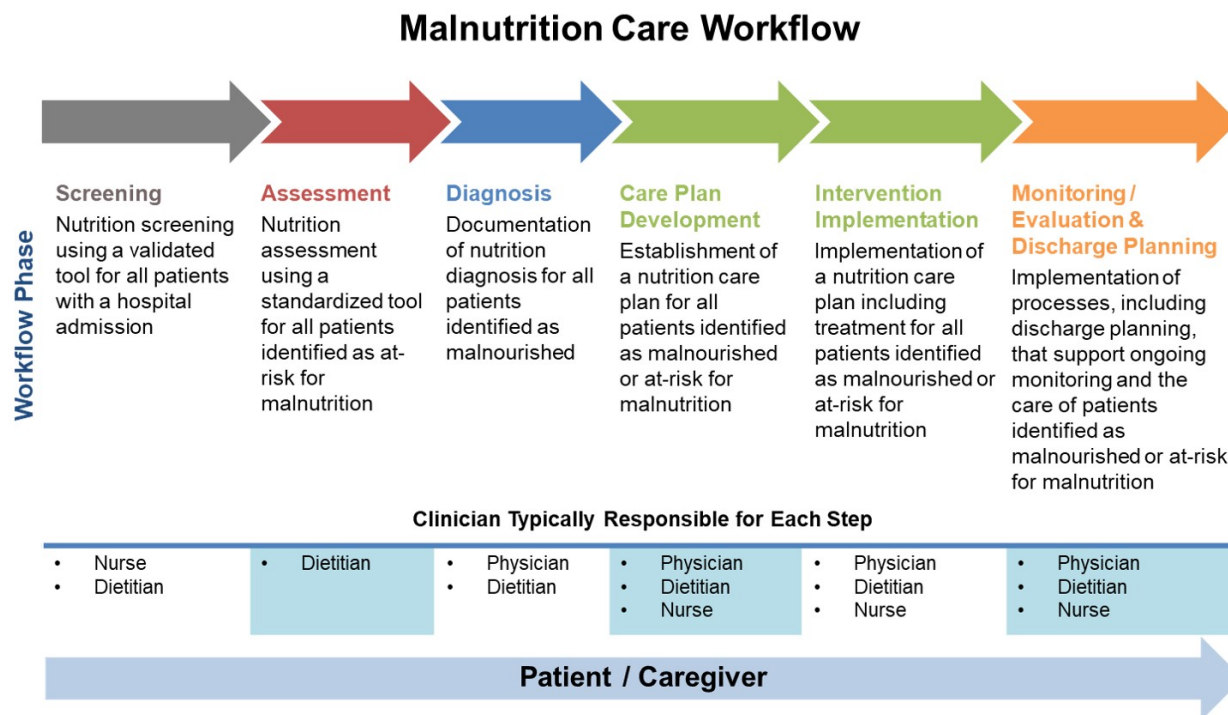 Malnutrition Care Workflow
Workflow Phase
Screening
Nutrition screening
using a validated
tool for all patients
with a hospital
admission
Assessment
Nutrition
assessment
using a
standardized tool
for all patients
identified as at-
risk for
malnutrition
Diagnosis
Documentation
of nutrition
diagnosis for all
patients
identified as
malnourished
Care Plan
Development
Establishment of
a nutrition care
plan for all
patients identified
as malnourished
or at-risk for
malnutrition
Intervention
Implementation
Implementation of
a nutrition care
plan including
treatment for all
patients identified
as malnourished or
at-risk for
malnutrition
Monitoring /
Evaluation &
Discharge Planning
Implementation of
processes, including
discharge planning,
that support ongoing
monitoring and the
care of patients
identified as
malnourished or at-risk
for malnutrition
Clinician Typically Responsible for Each Step
• Nurse
• Dietitian
• Dietitian
• Physician
• Dietitian
• Physician
• Dietitian
• Nurse
• Physician
• Dietitian
• Nurse
• Physician
• Dietitian
• Nurse
Patient / Caregiver